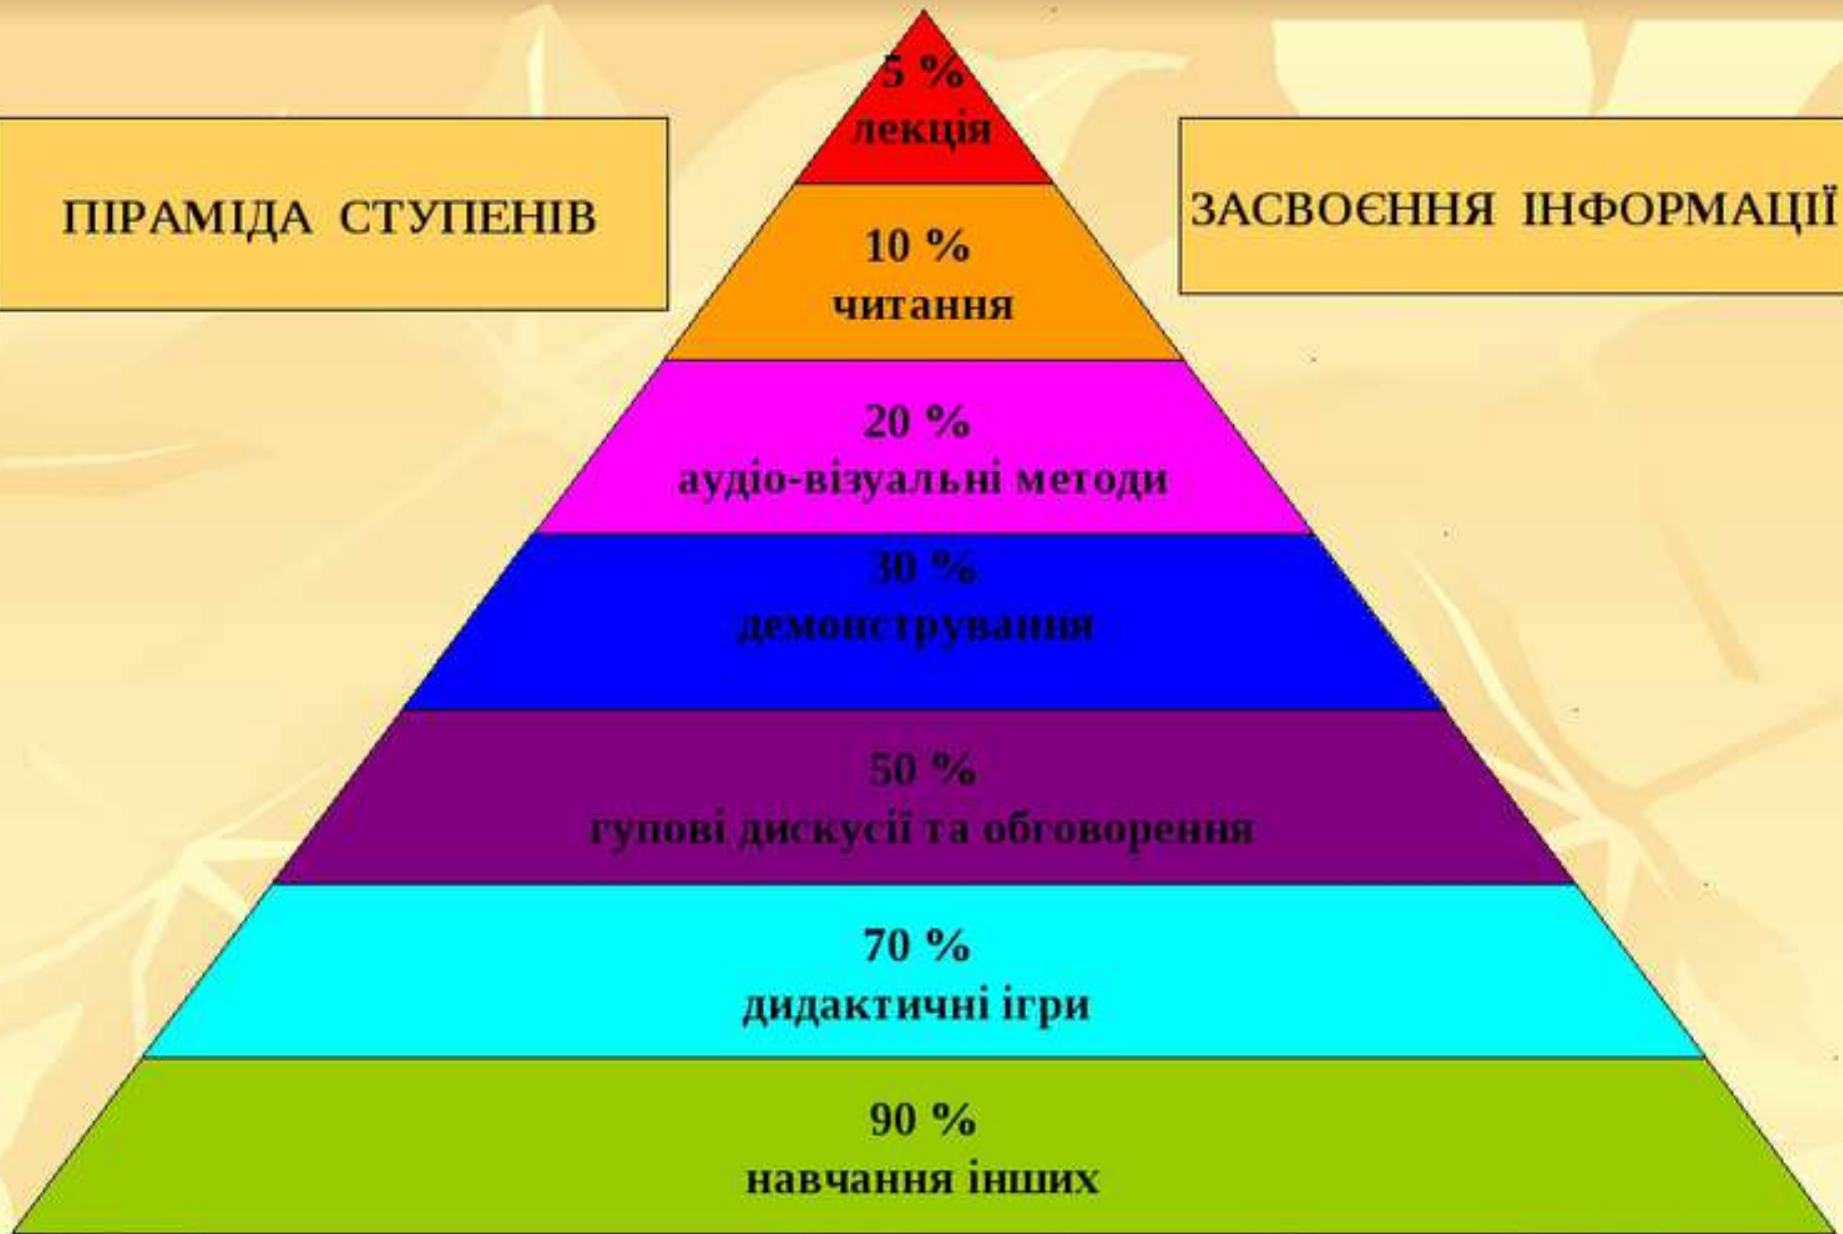 ПІРАМІДА СТУПЕНІВ
ЗАСВОЄННЯ ІНФОРМАЦІЇ
5 %
лекція
10 %
читання
20 %
аудіо-візуальні методи
30 %
демонстрування
50 %
гупові дискусії та обговорення
70 %
дидактичні ігри
90 %
навчання інших